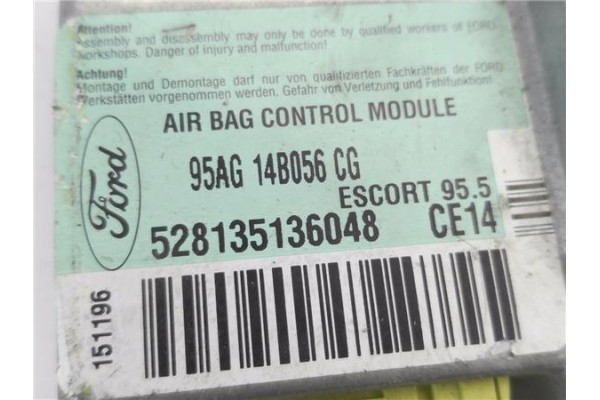 Attention!
Assembly and disassembly may only be done by qualified workers of FORD
workshops. Danger of injury and malfunction!
Achtung!
Montage und Demontage darf nur von qualifizierten Fachkräften der FORD
Werkstätten vorgenommen werden. Gefahr von Verletzung und Fehlfunktion!
AIR BAG CONTROL MODULE
Ford
95AG 14B056 CG
ESCORT 95.5
528135136048
CE14
151196